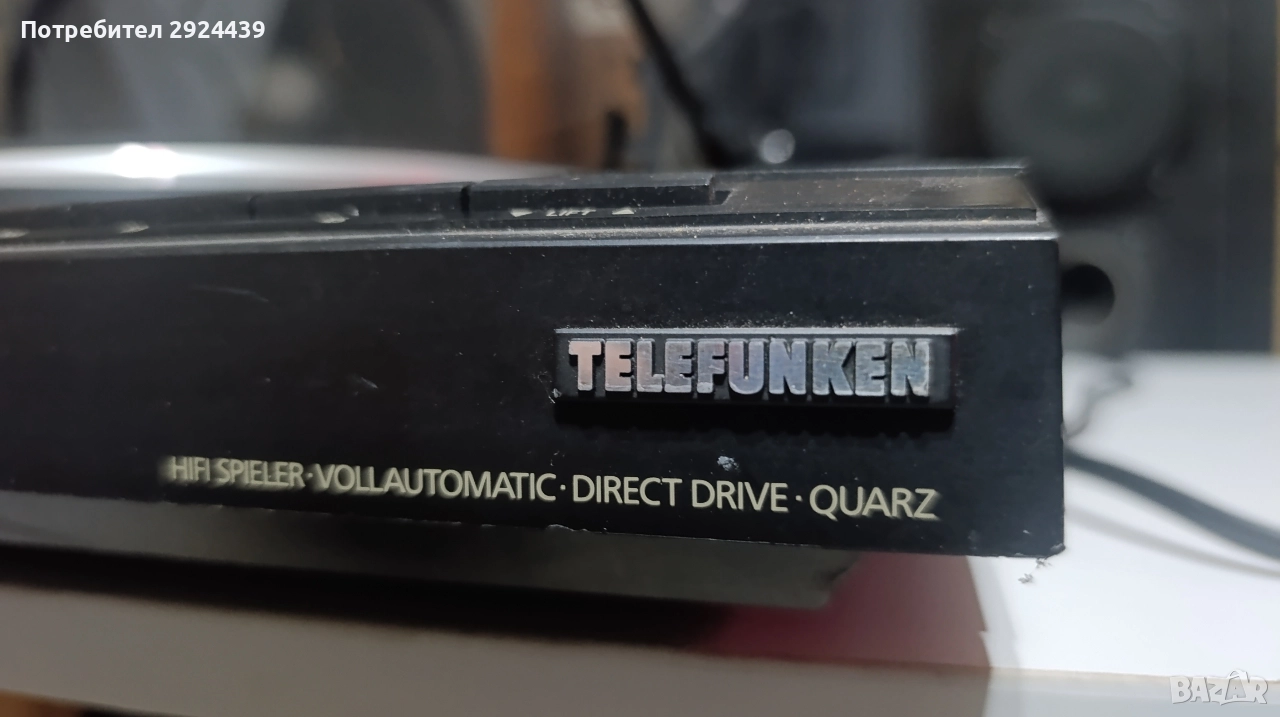 Потребител 2924439
LIFT
TELEFUNKEN
HIFI SPIELER·VOLLAUTOMATIC·DIRECT DRIVE·QUARZ
BAZAR